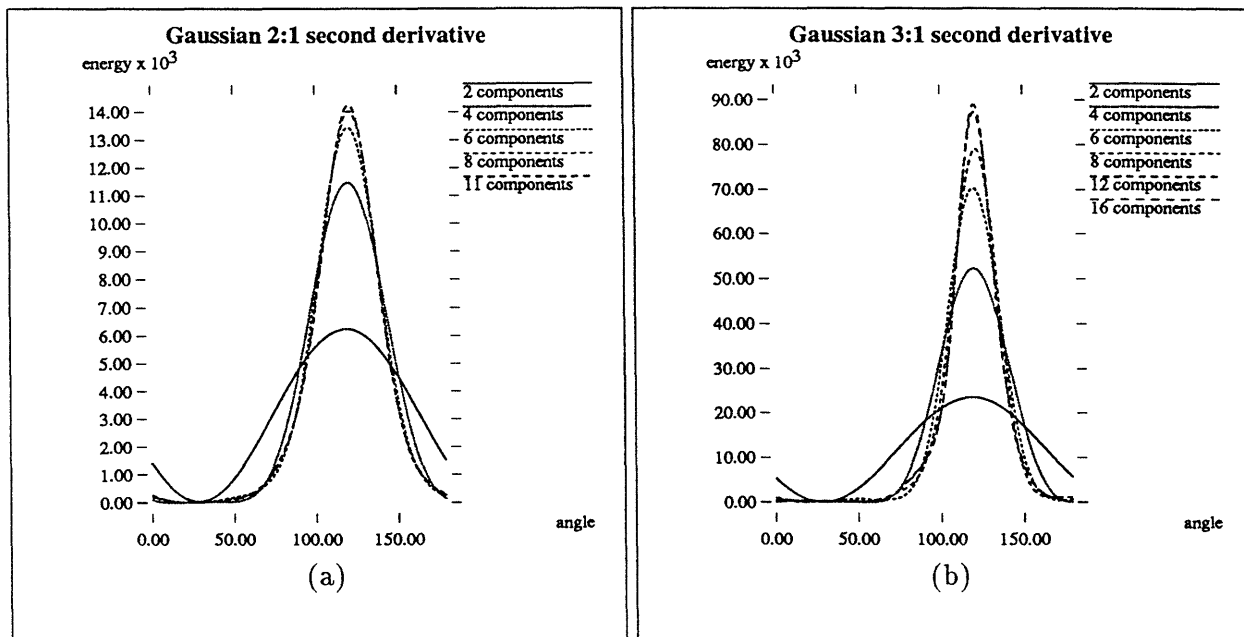 Gaussian 2:1 second derivative
energy x 10³
2 components
4 components
6 components
8 components
11 components
14.00
13.00
12.00
11.00
10.00
9.00
8.00
7.00
6.00
5.00
4.00
3.00
2.00
1.00
0.00
angle
0.00 50.00 100.00 150.00
(a)
Gaussian 3:1 second derivative
energy x 10³
2 components
4 components
6 components
8 components
12 components
16 components
90.00
80.00
70.00
60.00
50.00
40.00
30.00
20.00
10.00
0.00
angle
0.00 50.00 100.00 150.00
(b)